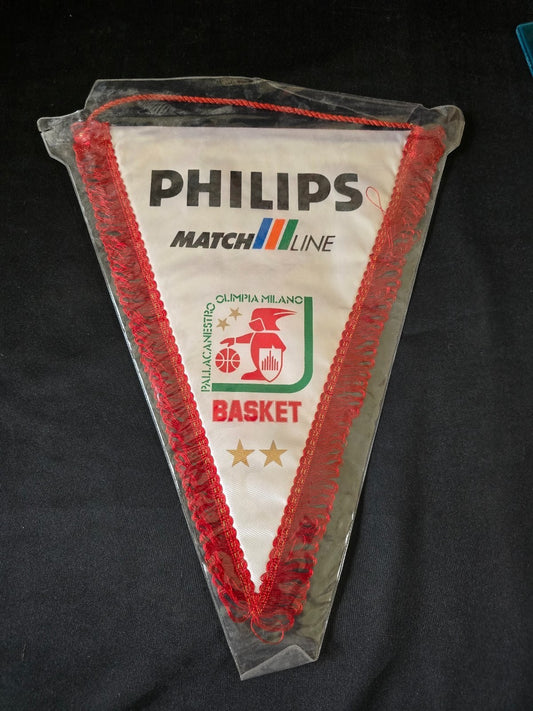 PHILIPS
MATCH LINE
PALLACANESTRO OLIMPIA MILANO
BASKET